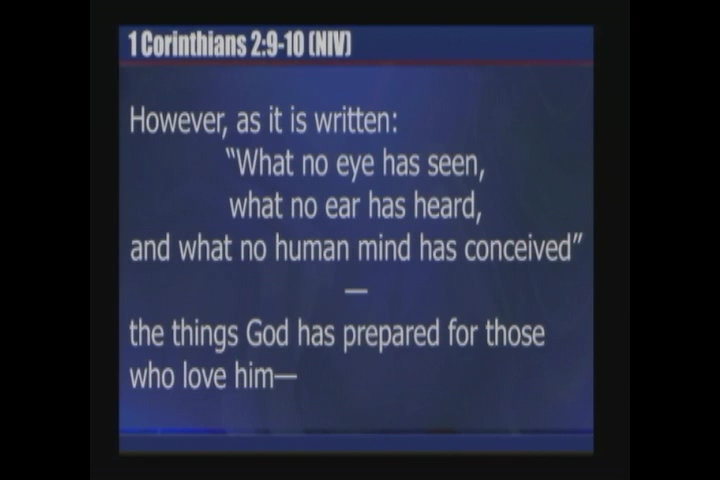 1 Corinthians 2:9-10 (NIV)
However, as it is written:
“What no eye has seen,
what no ear has heard,
and what no human mind has conceived”
—
the things God has prepared for those
who love him—